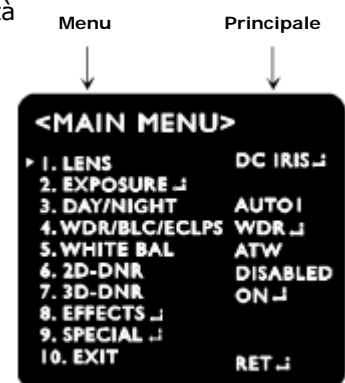 tà
Menu Principale
<MAIN MENU>
1. LENS DC IRIS ↲
2. EXPOSURE ↲
3. DAY/NIGHT AUTO1
4. WDR/BLC/ECLPS WDR ↲
5. WHITE BAL ATW
6. 2D-DNR DISABLED
7. 3D-DNR ON ↲
8. EFFECTS ↲
9. SPECIAL ↲
10. EXIT RET ↲